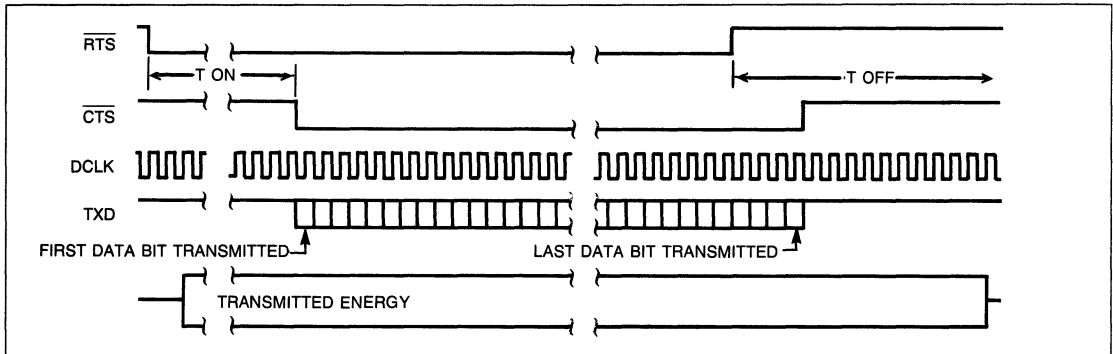 RTS
T ON
T OFF
CTS
DCLK
TXD
FIRST DATA BIT TRANSMITTED
LAST DATA BIT TRANSMITTED
TRANSMITTED ENERGY